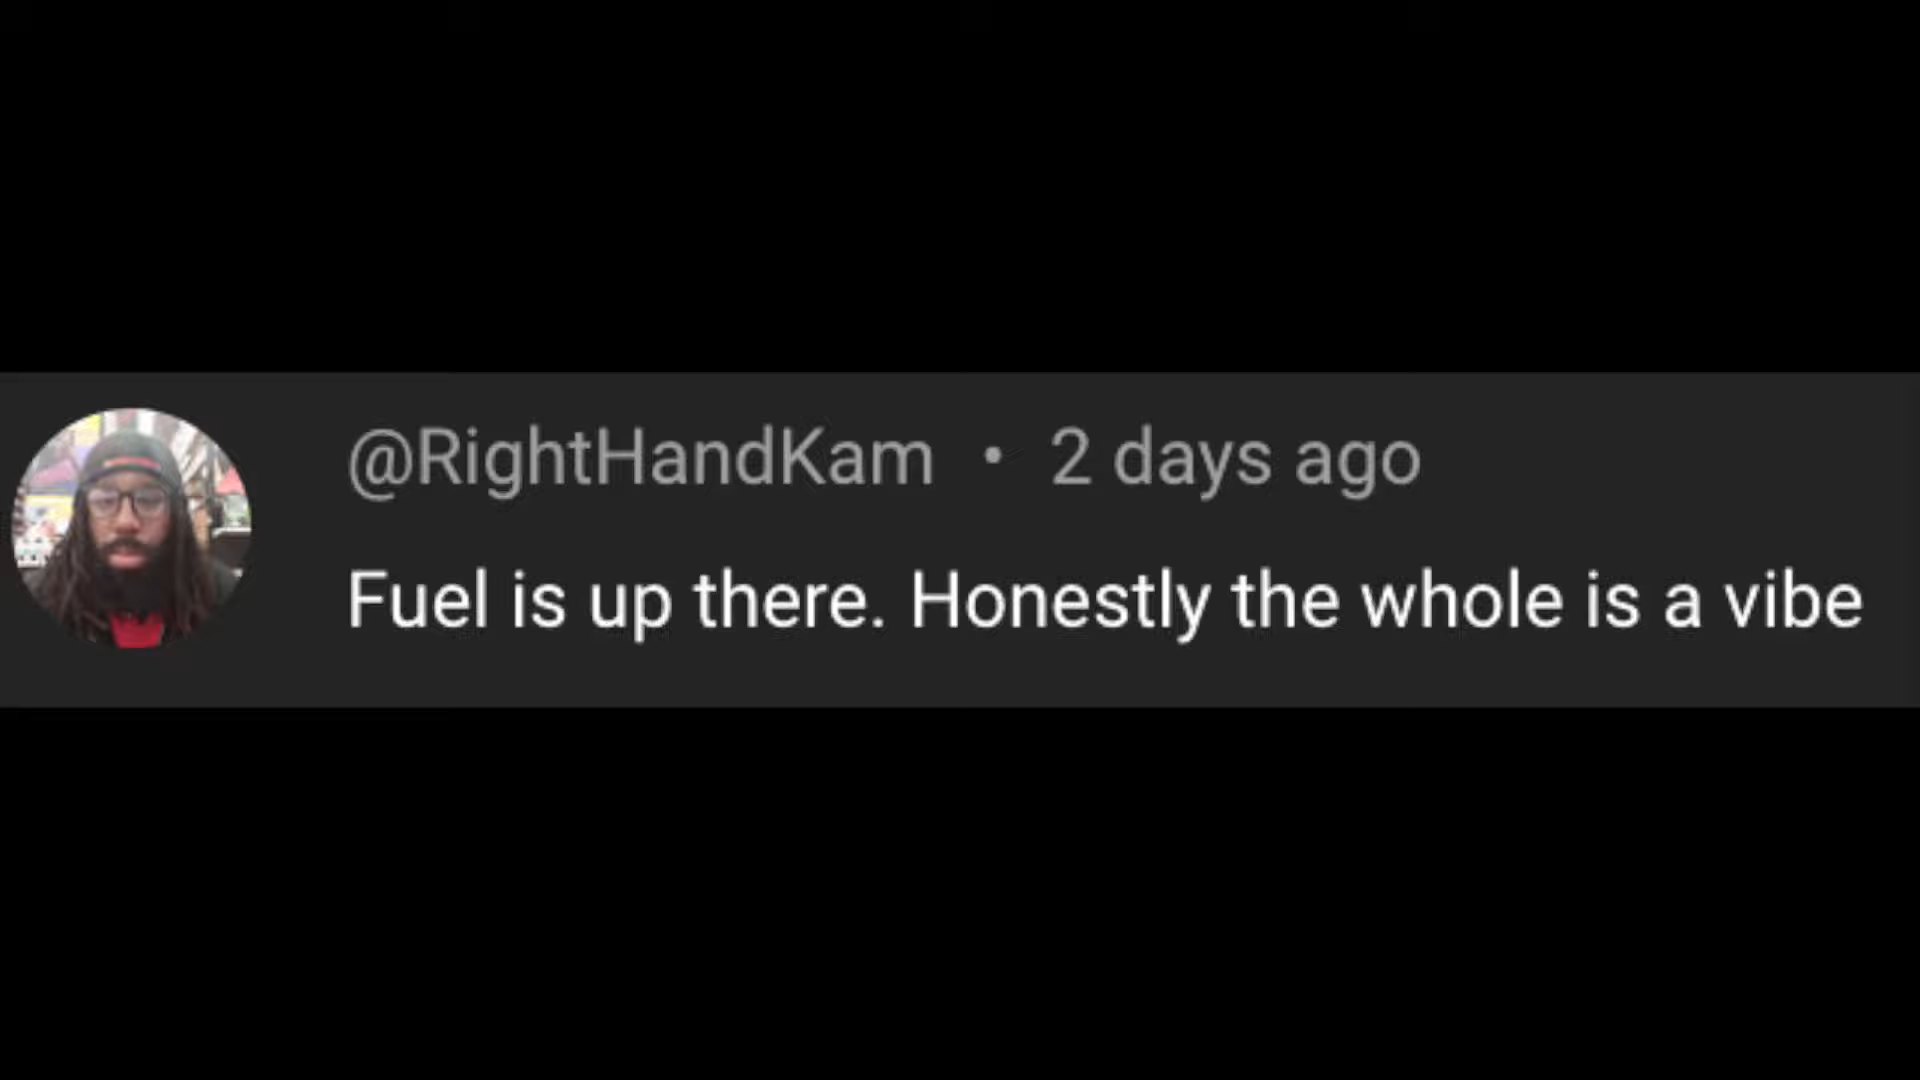 @RightHandKam • 2 days ago
Fuel is up there. Honestly the whole is a vibe